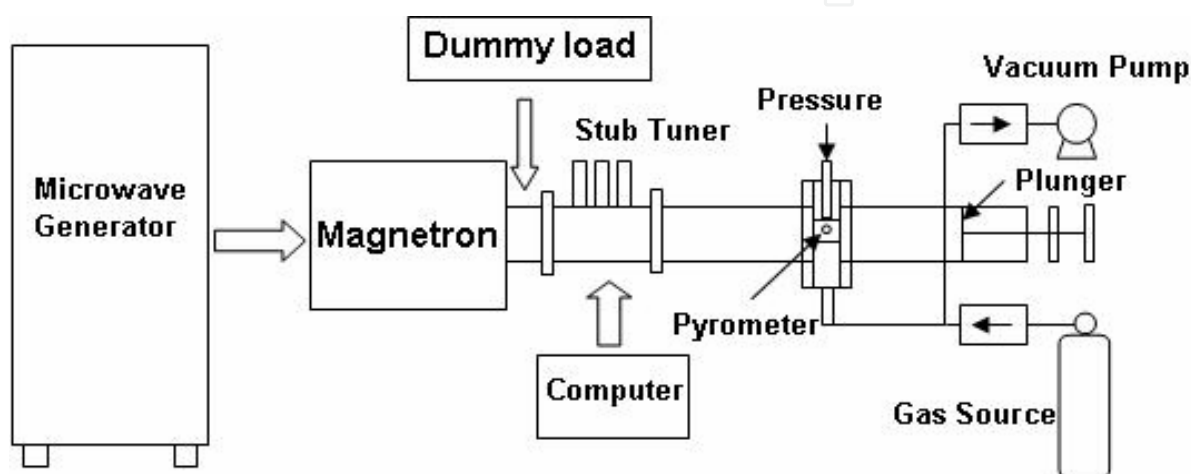 Dummy load
Vacuum Pump
Pressure
Stub Tuner
Plunger
Microwave
Generator
Magnetron
Pyrometer
Computer
Gas Source